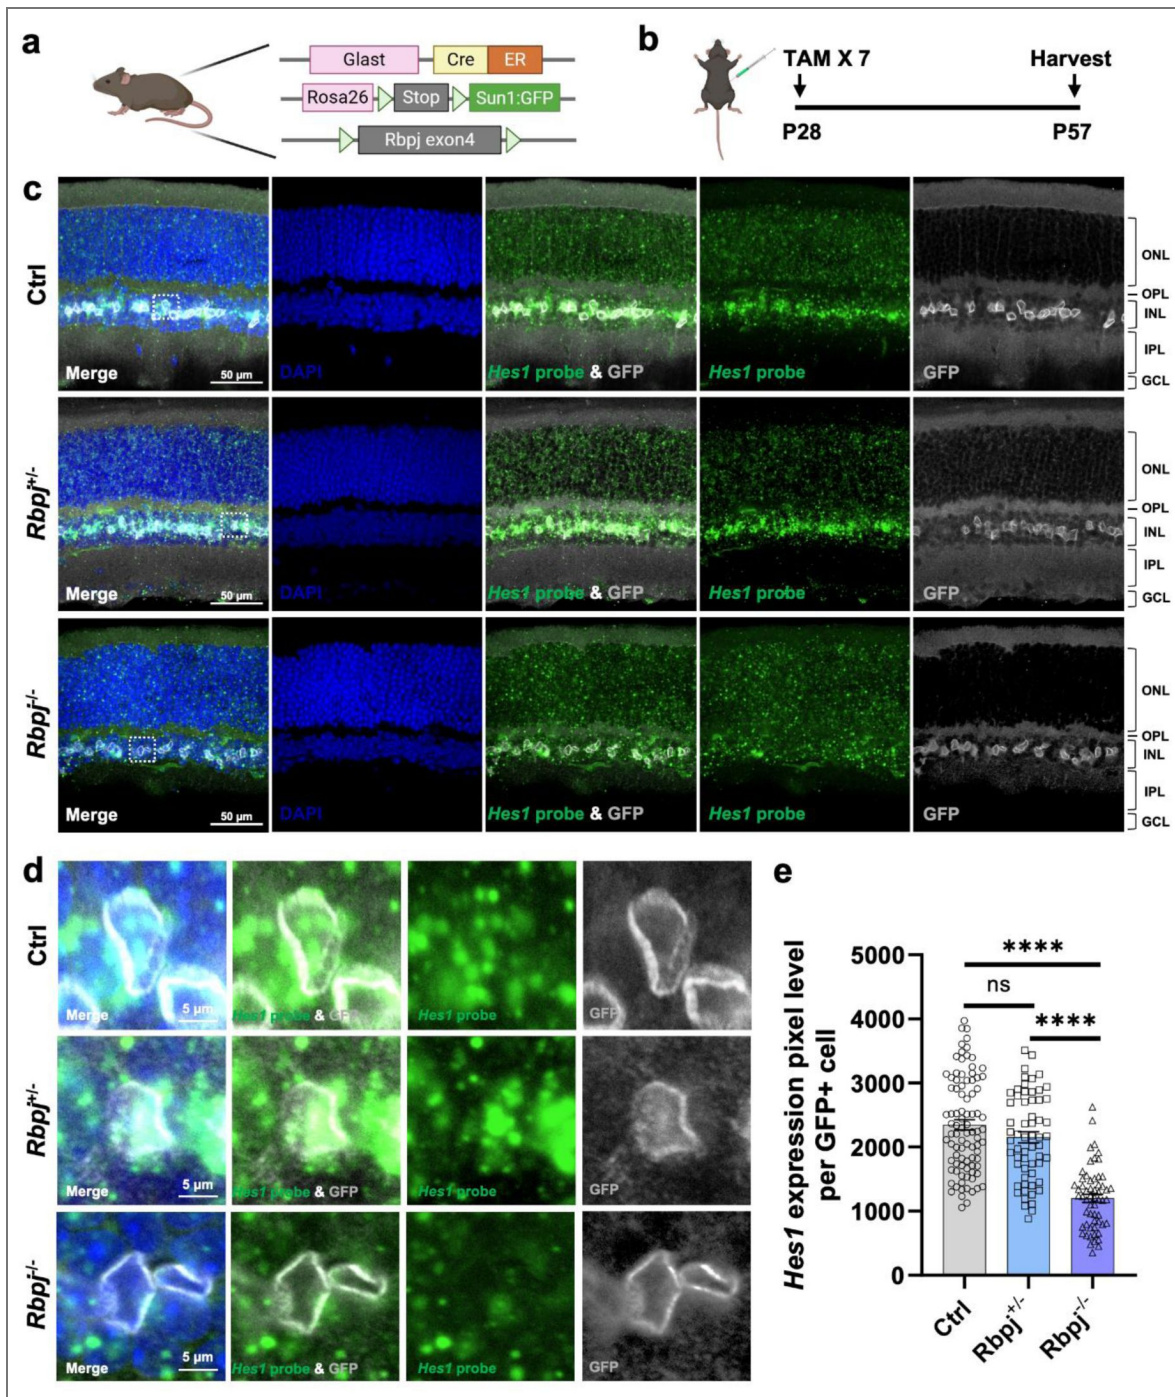 a
Glast
Cre
ER
Rosa26
Stop
Sun1:GFP
Rbpj exon4
b
TAM X 7
Harvest
P28
P57
c
Ctrl
Merge
50 µm
DAPI
Hes1 probe & GFP
Hes1 probe
GFP
ONL
OPL
INL
IPL
GCL
Rbpj+/-
Merge
50 µm
DAPI
Hes1 probe & GFP
Hes1 probe
GFP
ONL
OPL
INL
IPL
GCL
Rbpj-/-
Merge
50 µm
DAPI
Hes1 probe & GFP
Hes1 probe
GFP
ONL
OPL
INL
IPL
GCL
d
Ctrl
Merge
5 µm
Hes1 probe & GFP
Hes1 probe
GFP
Rbpj+/-
Merge
5 µm
Hes1 probe & GFP
Hes1 probe
GFP
Rbpj-/-
Merge
5 µm
Hes1 probe & GFP
Hes1 probe
GFP
e
Hes1 expression pixel level
per GFP+ cell
5000
4000
3000
2000
1000
0
****
ns
****
Ctrl
Rbpj+/-
Rbpj-/-